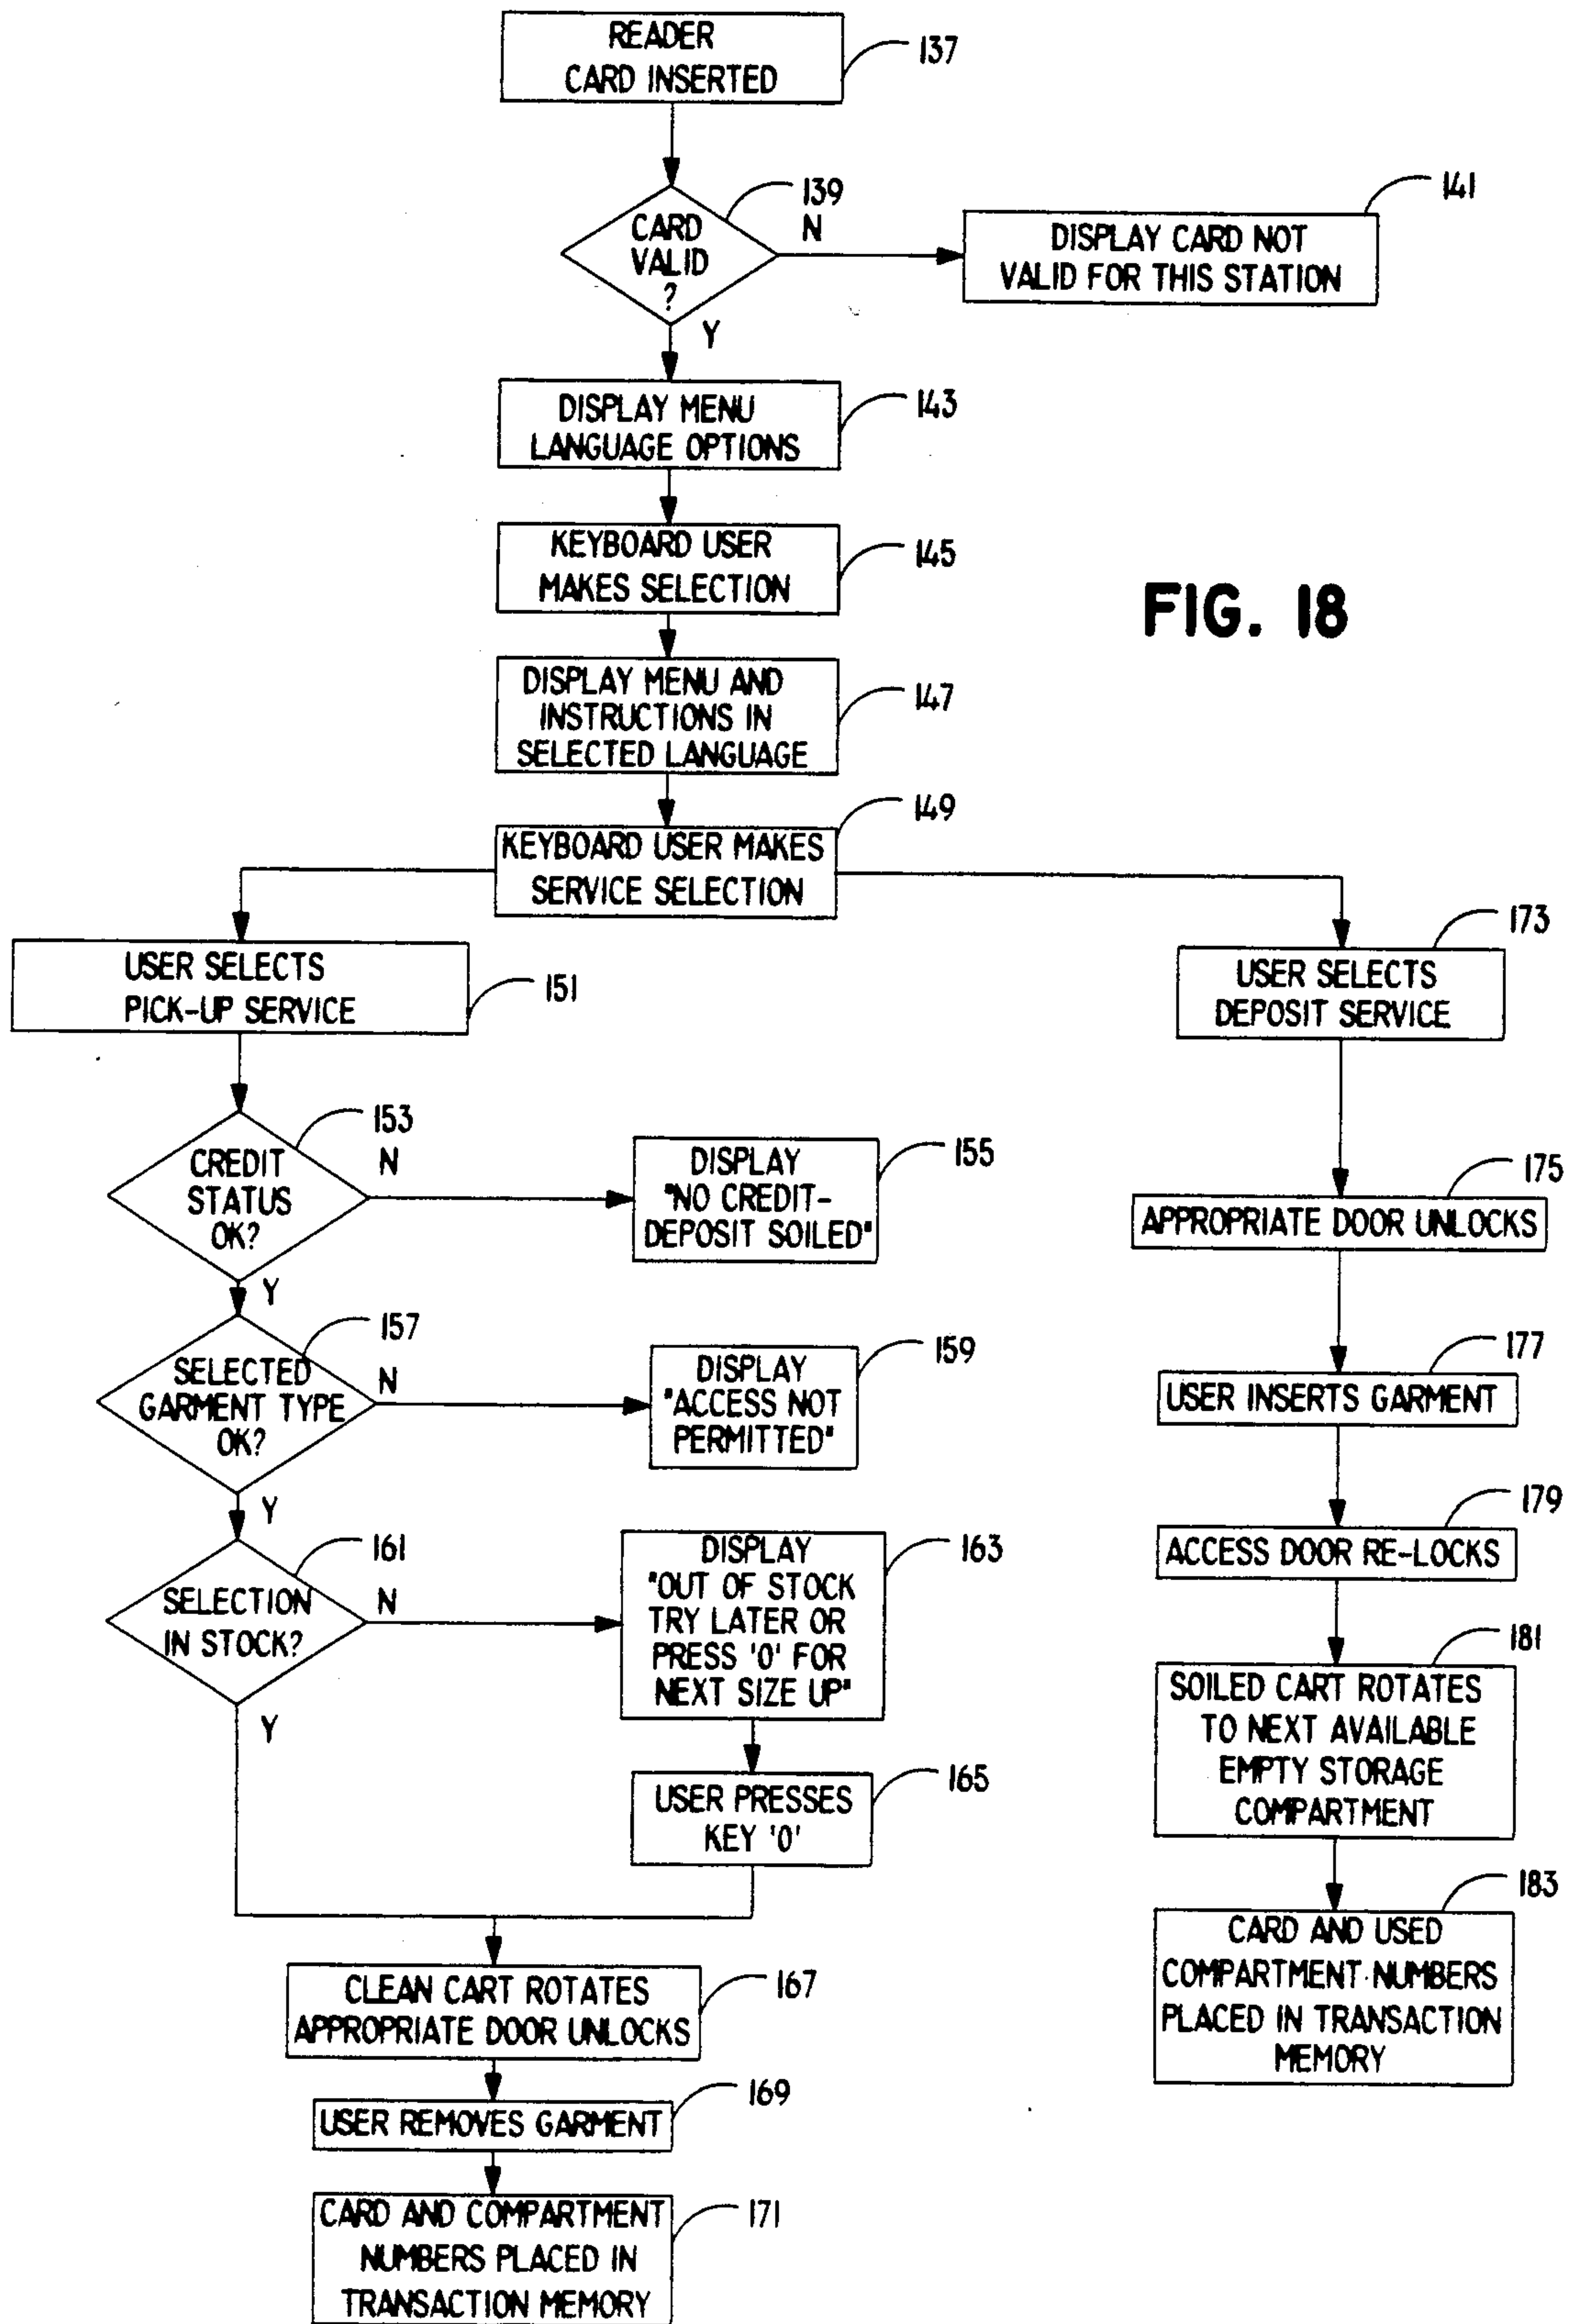 READER
CARD INSERTED
137
139
CARD
VALID
?
N
Y
141
DISPLAY CARD NOT
VALID FOR THIS STATION
DISPLAY MENU
LANGUAGE OPTIONS
143
KEYBOARD USER
MAKES SELECTION
145
FIG. 18
DISPLAY MENU AND
INSTRUCTIONS IN
SELECTED LANGUAGE
147
KEYBOARD USER MAKES
SERVICE SELECTION
149
USER SELECTS
PICK-UP SERVICE
151
CREDIT
STATUS
OK?
153
N
Y
DISPLAY
"NO CREDIT-
DEPOSIT SOILED"
155
SELECTED
GARMENT TYPE
OK?
157
N
Y
DISPLAY
"ACCESS NOT
PERMITTED"
159
SELECTION
IN STOCK?
161
N
Y
DISPLAY
"OUT OF STOCK
TRY LATER OR
PRESS '0' FOR
NEXT SIZE UP"
163
USER PRESSES
KEY '0'
165
CLEAN CART ROTATES
APPROPRIATE DOOR UNLOCKS
167
USER REMOVES GARMENT
169
CARD AND COMPARTMENT
NUMBERS PLACED IN
TRANSACTION MEMORY
171
USER SELECTS
DEPOSIT SERVICE
173
APPROPRIATE DOOR UNLOCKS
175
USER INSERTS GARMENT
177
ACCESS DOOR RE-LOCKS
179
SOILED CART ROTATES
TO NEXT AVAILABLE
EMPTY STORAGE
COMPARTMENT
181
CARD AND USED
COMPARTMENT NUMBERS
PLACED IN TRANSACTION
MEMORY
183